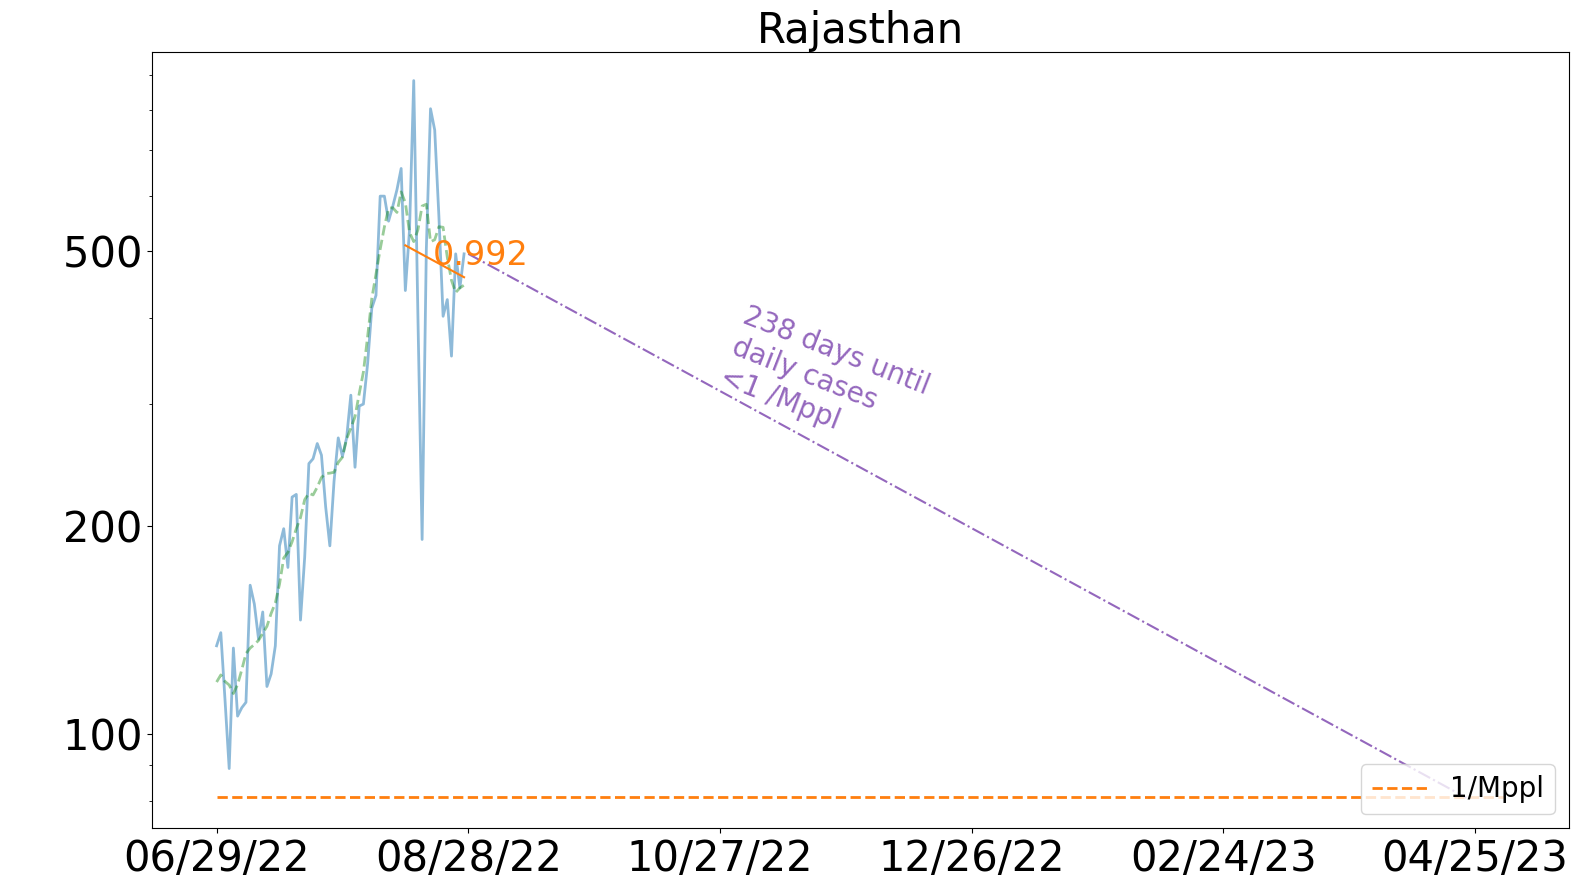 Rajasthan
500
200
100
0.992
238 days until
daily cases
<1 /Mppl
1/Mppl
06/29/22
08/28/22
10/27/22
12/26/22
02/24/23
04/25/23